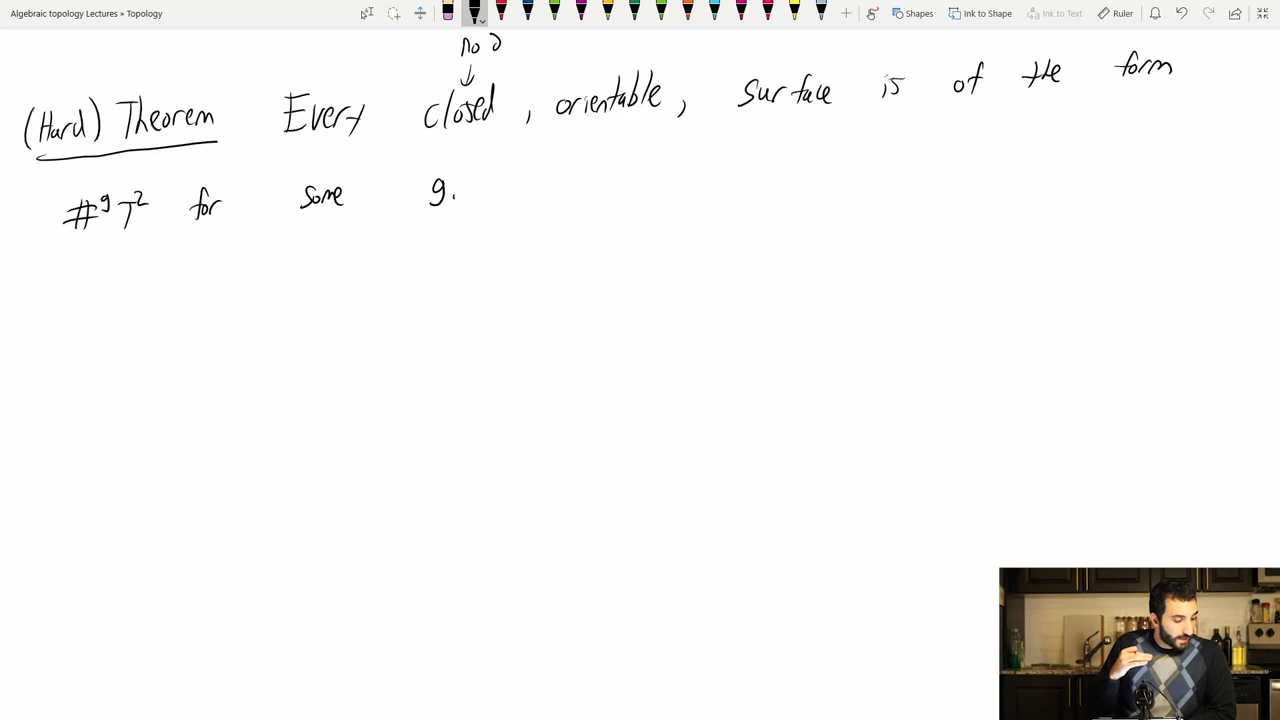 Algebraic topology Lectures » Topology
Shapes Ink to Shape Ink to Text Ruler
no ∂
(Hard) Theorem Every closed, orientable, surface is of the form
#^g T^2 for some g.